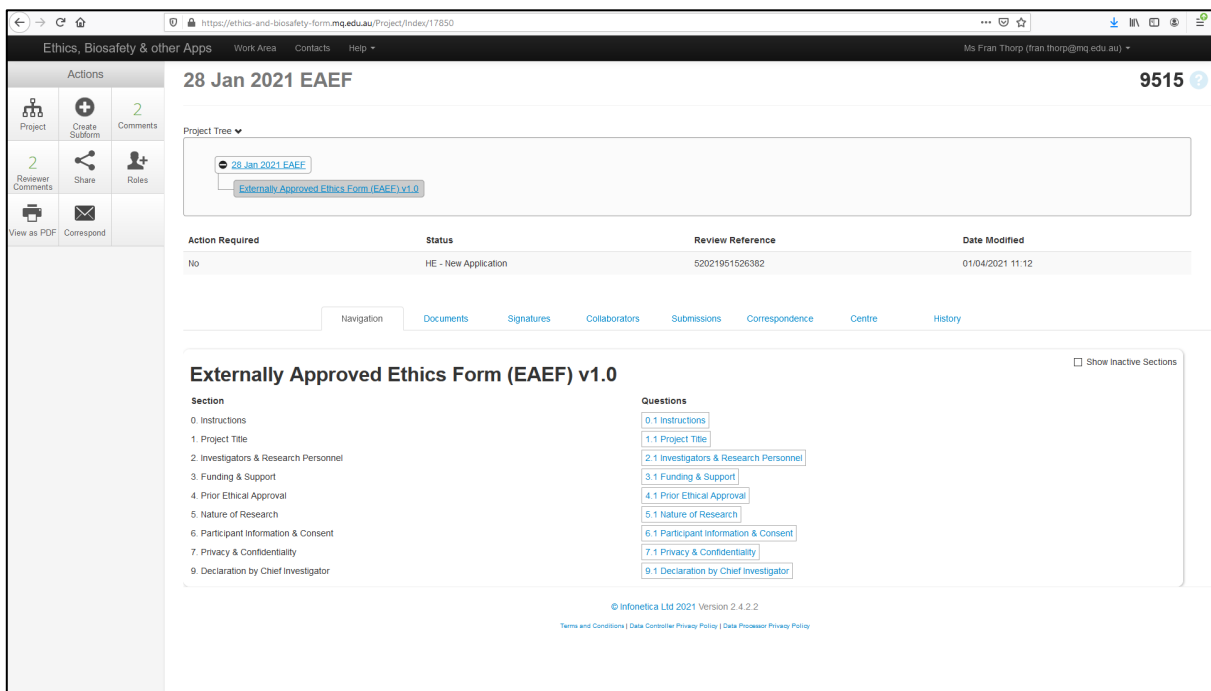 https://ethics-and-biosafety-form.mq.edu.au/Project/Index/17850
Ethics, Biosafety & other Apps Work Area Contacts Help Ms Fran Thorp (fran.thorp@mq.edu.au)
Actions
28 Jan 2021 EAEF 9515 ?
Project Create Subform 2 Comments
Project Tree
2 Reviewer Comments Share Roles
28 Jan 2021 EAEF
Externally Approved Ethics Form (EAEF) v1.0
View as PDF Correspond
Action Required Status Review Reference Date Modified
No HE - New Application 52021951526382 01/04/2021 11:12
Navigation Documents Signatures Collaborators Submissions Correspondence Centre History
Show Inactive Sections
Externally Approved Ethics Form (EAEF) v1.0
Section Questions
0. Instructions 0.1 Instructions
1. Project Title 1.1 Project Title
2. Investigators & Research Personnel 2.1 Investigators & Research Personnel
3. Funding & Support 3.1 Funding & Support
4. Prior Ethical Approval 4.1 Prior Ethical Approval
5. Nature of Research 5.1 Nature of Research
6. Participant Information & Consent 6.1 Participant Information & Consent
7. Privacy & Confidentiality 7.1 Privacy & Confidentiality
9. Declaration by Chief Investigator 9.1 Declaration by Chief Investigator
© Infonetica Ltd 2021 Version 2.4.2.2
Terms and Conditions | Data Controller Privacy Policy | Data Processor Privacy Policy